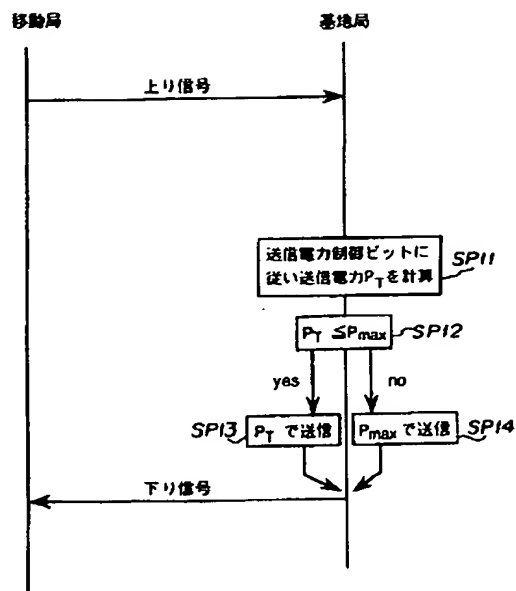 移動局
基地局
上り信号
送信電力制御ビットに
従い送信電力PTを計算
SP11
PT ≦Pmax
SP12
yes
no
SP13
PT で送信
Pmax で送信
SP14
下り信号